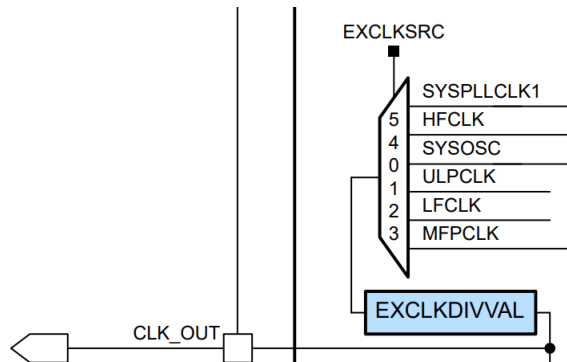 EXCLKSRC
SYSPLLCLK1
5
HFCLK
4
SYSOSC
0
ULPCLK
1
LFCLK
2
MFPCLK
3
EXCLKDIVVAL
CLK_OUT